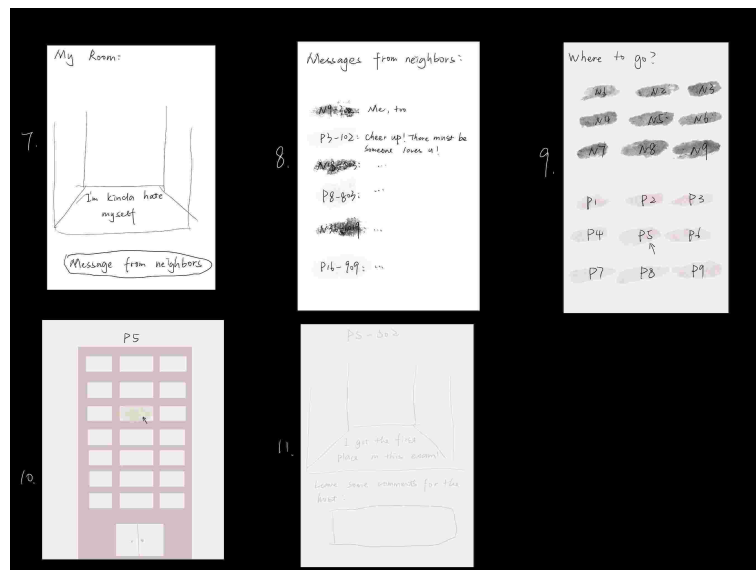 7.
My Room:
I'm kinda hate
myself
Message from neighbors
8.
Messages from neighbors:
Me, too
P3-102: Cheer up! There must be
someone loves u!
...
P8-803: ...
...
P16-909: ...
9.
Where to go?
N1 N2 N3
N4 N5 N6
N7 N8 N9
P1 P2 P3
P4 P5 P6
P7 P8 P9
10.
P5
11.
P5-502
I got the first
place in this exam!
Leave some comments for the
host